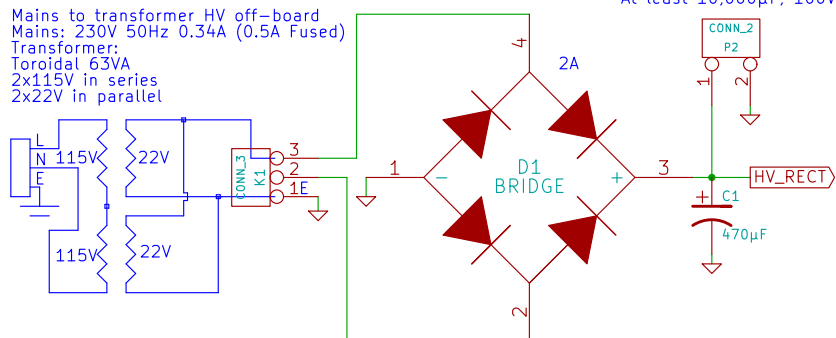 Mains to transformer HV off-board
Mains: 230V 50Hz 0.34A (0.5A Fused)
Transformer:
Toroidal 63VA
2x115V in series
2x22V in parallel
L
N
E
115V
22V
115V
22V
CONN_3
K1
3
2
1E
4
2A
1
-
D1
BRIDGE
+
3
2
CONN_2
P2
1
2
HV_RECT
+
C1
470µF